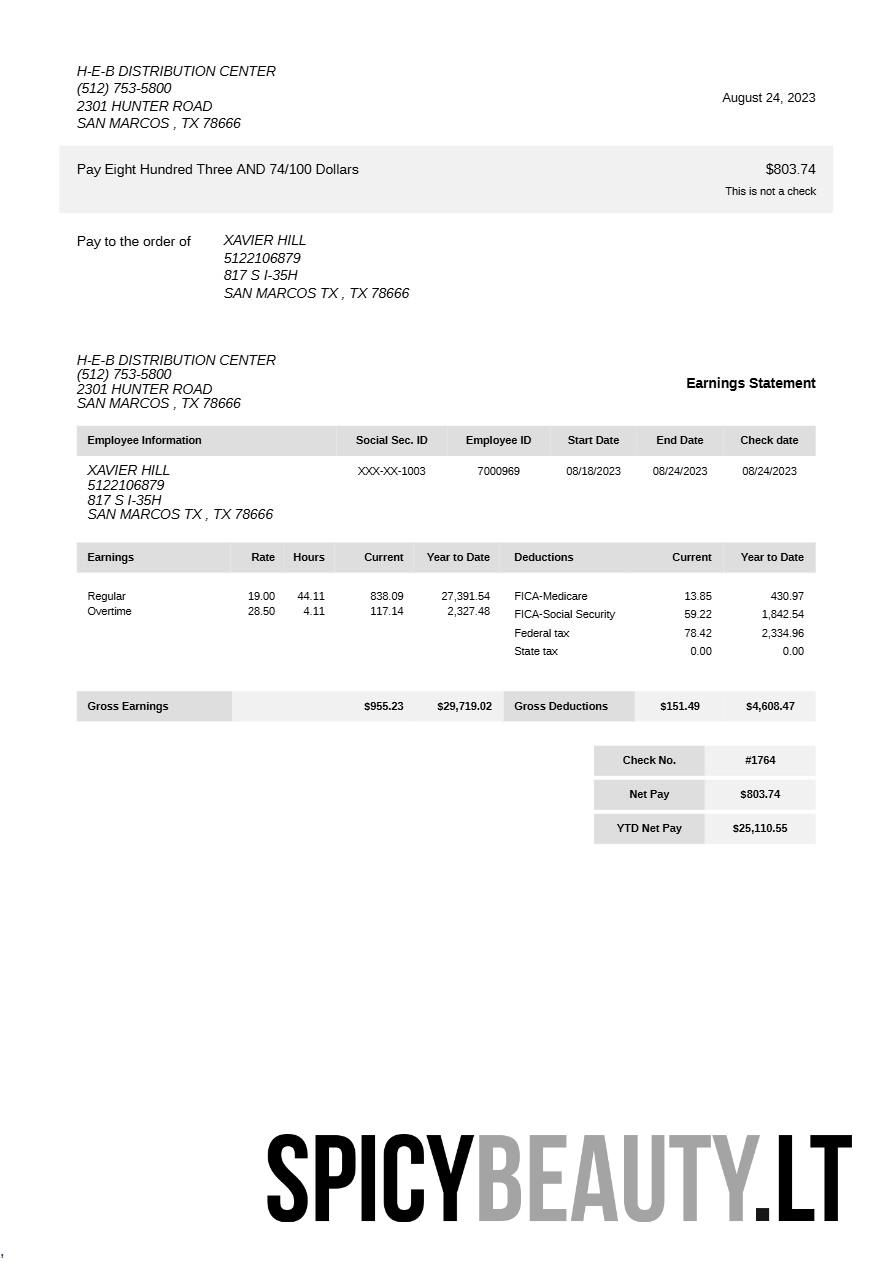 H-E-B DISTRIBUTION CENTER
(512) 753-5800
2301 HUNTER ROAD
SAN MARCOS , TX 78666
August 24, 2023
Pay Eight Hundred Three AND 74/100 Dollars $803.74
This is not a check
Pay to the order of XAVIER HILL
5122106879
817 S I-35H
SAN MARCOS TX , TX 78666
H-E-B DISTRIBUTION CENTER
(512) 753-5800
2301 HUNTER ROAD
SAN MARCOS , TX 78666
Earnings Statement
Employee Information Social Sec. ID Employee ID Start Date End Date Check date
XAVIER HILL XXX-XX-1003 7000969 08/18/2023 08/24/2023 08/24/2023
5122106879
817 S I-35H
SAN MARCOS TX , TX 78666
Earnings Rate Hours Current Year to Date Deductions Current Year to Date
Regular 19.00 44.11 838.09 27,391.54 FICA-Medicare 13.85 430.97
Overtime 28.50 4.11 117.14 2,327.48 FICA-Social Security 59.22 1,842.54
Federal tax 78.42 2,334.96
State tax 0.00 0.00
Gross Earnings $955.23 $29,719.02 Gross Deductions $151.49 $4,608.47
Check No. #1764
Net Pay $803.74
YTD Net Pay $25,110.55
SPICYBEAUTY.LT
,